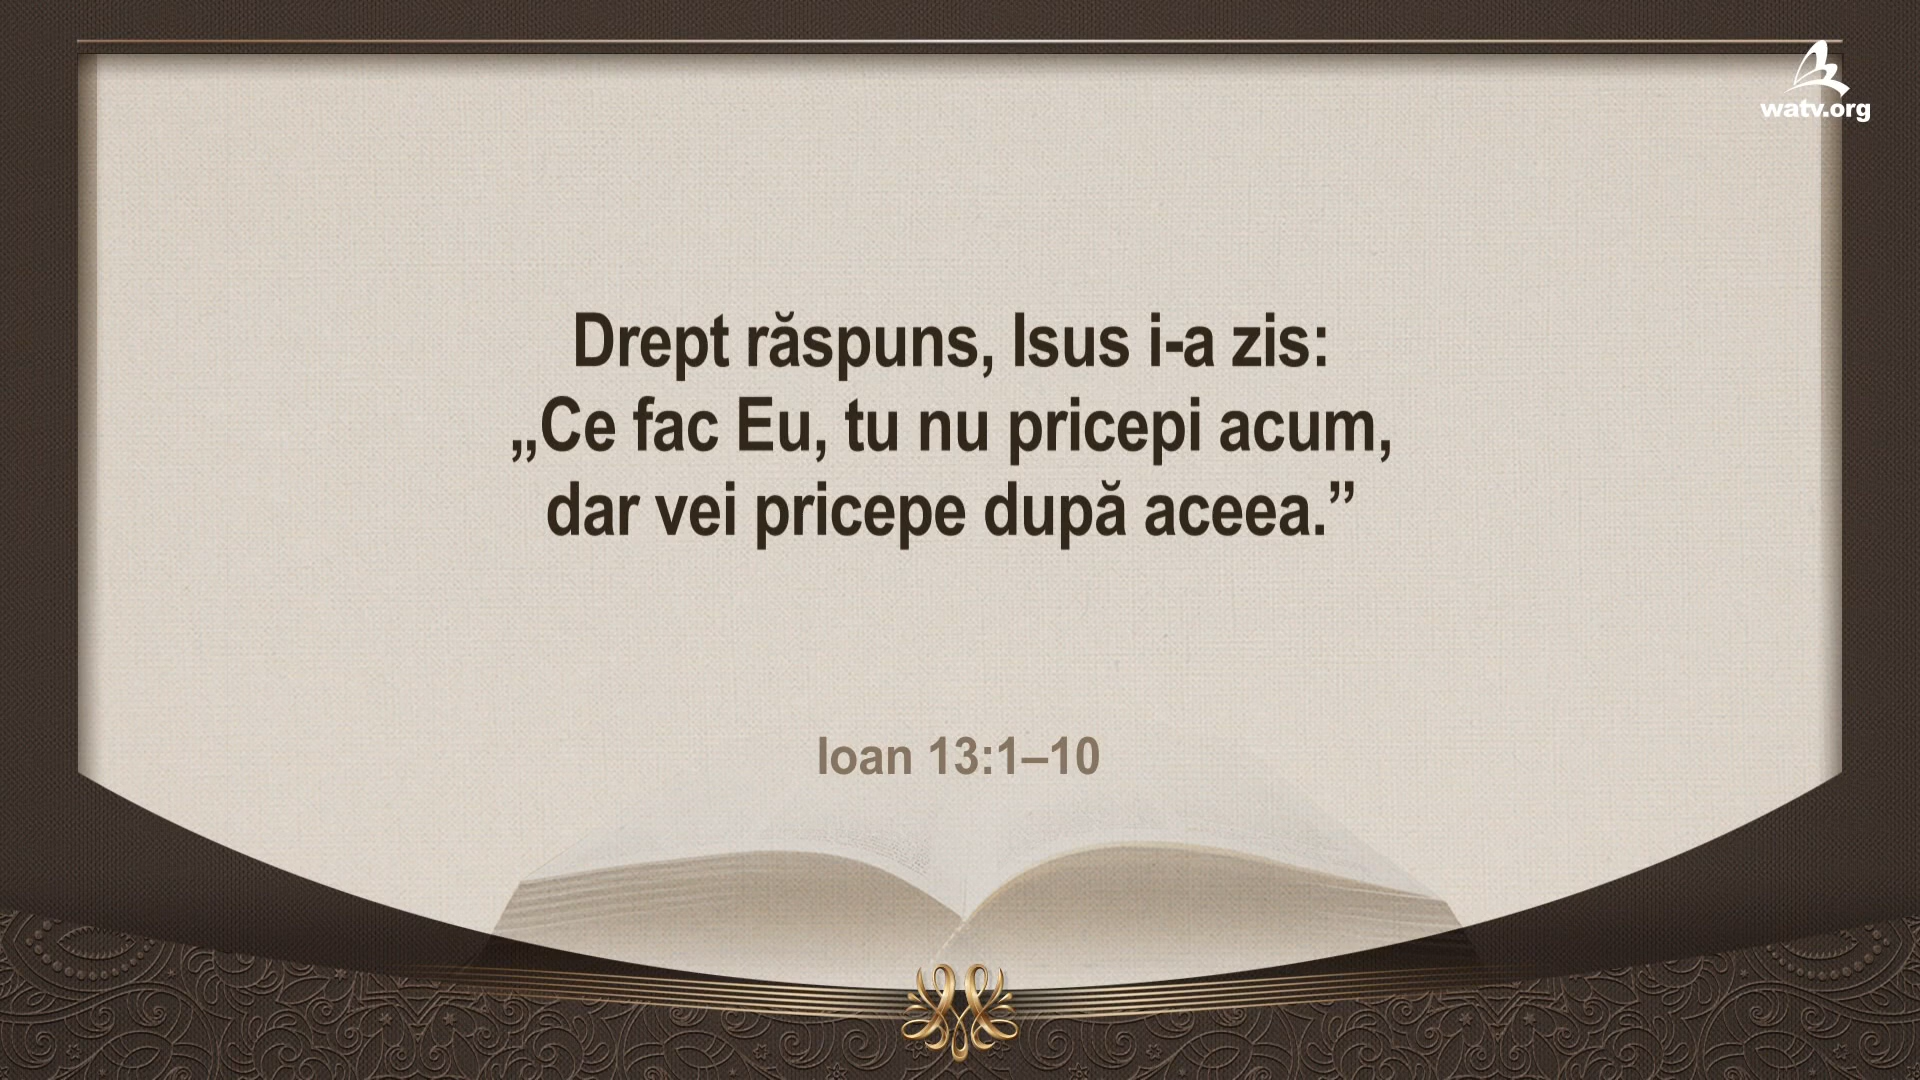 watv.org
Drept răspuns, Isus i-a zis:
„Ce fac Eu, tu nu pricepi acum,
dar vei pricepe după aceea.”
Ioan 13:1–10